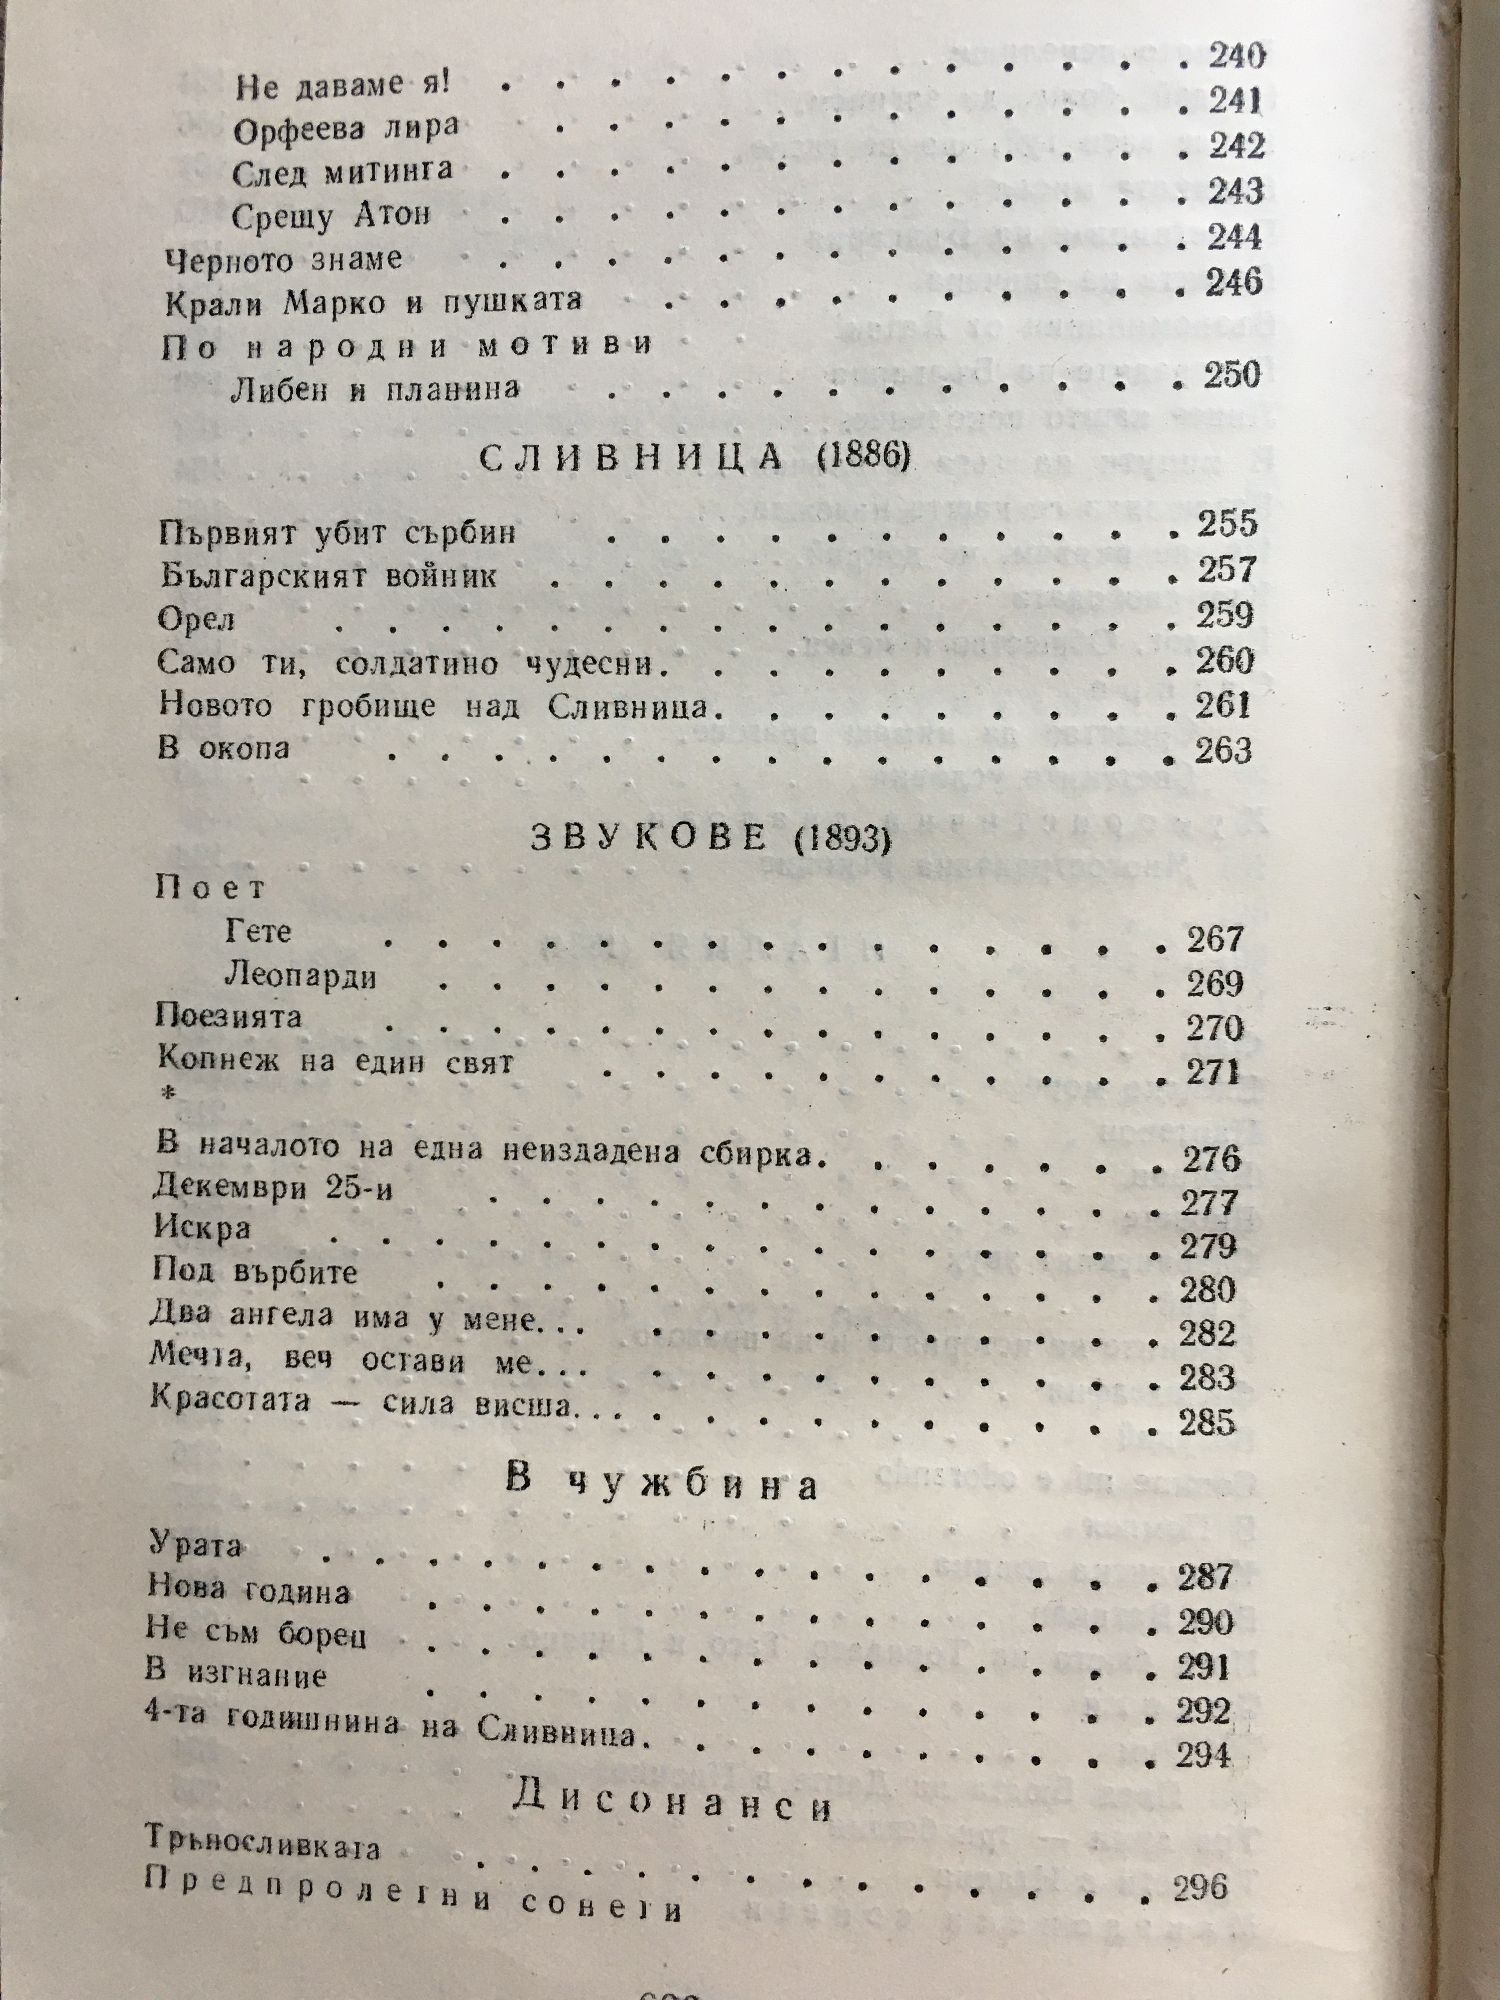 Не даваме я! . . . . . . . . . . . . . 240
Орфеева лира . . . . . . . . . . . . 241
След митинга . . . . . . . . . . . . . 242
Срещу Атон . . . . . . . . . . . . . 243
Черното знаме . . . . . . . . . . . . . 244
Крали Марко и пушката . . . . . . . . . . 246
По народни мотиви
Либен и планина . . . . . . . . . . . 250
СЛИВНИЦА (1886)
Първият убит сърбин . . . . . . . . . . . 255
Българският войник . . . . . . . . . . . . 257
Орел . . . . . . . . . . . . . . . . 259
Само ти, солдатино чудесни. . . . . . . . . . 260
Новото гробище над Сливница. . . . . . . . . 261
В окопа . . . . . . . . . . . . . . . 263
ЗВУКОВЕ (1893)
Поет
Гете . . . . . . . . . . . . . . . 267
Леопарди . . . . . . . . . . . . . . 269
Поезията . . . . . . . . . . . . . . . 270
Копнеж на един свят . . . . . . . . . . . 271
*
В началото на една неиздадена сбирка. . . . . . . 276
Декември 25-и . . . . . . . . . . . . . 277
Искра . . . . . . . . . . . . . . . . 279
Под върбите . . . . . . . . . . . . . . 280
Два ангела има у мене... . . . . . . . . . . 282
Мечта, веч остави ме... . . . . . . . . . . 283
Красотата — сила висша... . . . . . . . . . . 285
В чужбина
Урата . . . . . . . . . . . . . . . . 287
Нова година . . . . . . . . . . . . . . 290
Не съм борец . . . . . . . . . . . . . . 291
В изгнание . . . . . . . . . . . . . . 292
4-та годишнина на Сливница. . . . . . . . . . 294
Дисонанси
Тръносливката . . . . . . . . . . . . . 296
Предпролетни сонети